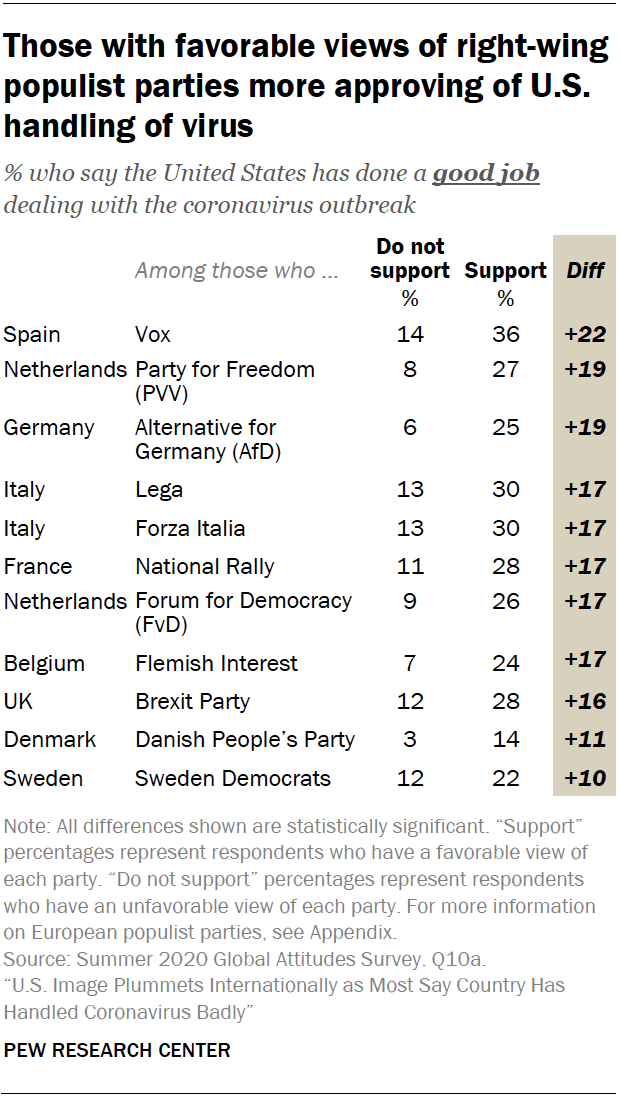 Those with favorable views of right-wing
populist parties more approving of U.S.
handling of virus
% who say the United States has done a good job
dealing with the coronavirus outbreak
Among those who ... Do not support Support Diff
% %
Spain Vox 14 36 +22
Netherlands Party for Freedom (PVV) 8 27 +19
Germany Alternative for Germany (AfD) 6 25 +19
Italy Lega 13 30 +17
Italy Forza Italia 13 30 +17
France National Rally 11 28 +17
Netherlands Forum for Democracy (FvD) 9 26 +17
Belgium Flemish Interest 7 24 +17
UK Brexit Party 12 28 +16
Denmark Danish People’s Party 3 14 +11
Sweden Sweden Democrats 12 22 +10
Note: All differences shown are statistically significant. “Support”
percentages represent respondents who have a favorable view of
each party. “Do not support” percentages represent respondents
who have an unfavorable view of each party. For more information
on European populist parties, see Appendix.
Source: Summer 2020 Global Attitudes Survey. Q10a.
“U.S. Image Plummets Internationally as Most Say Country Has
Handled Coronavirus Badly”
PEW RESEARCH CENTER